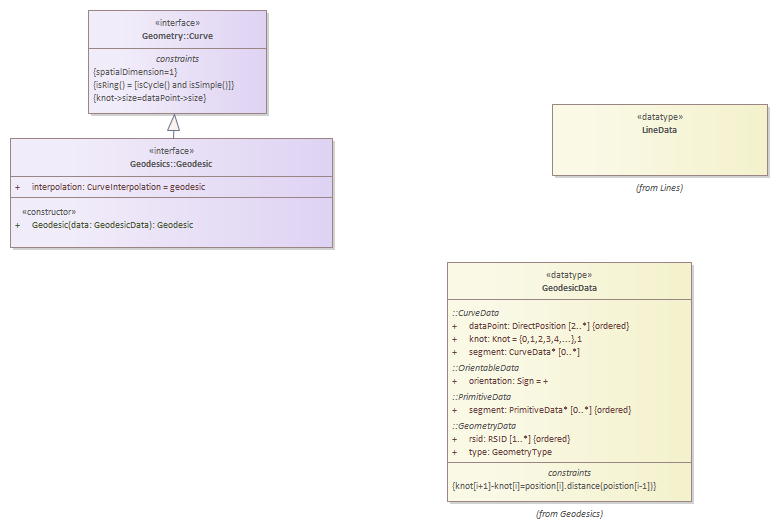 «interface»
Geometry::Curve
constraints
{spatialDimension=1}
{isRing() = [isCycle() and isSimple()]}
{knot->size=dataPoint->size}
«interface»
Geodesics::Geodesic
+ interpolation: CurveInterpolation = geodesic
«constructor»
+ Geodesic(data: GeodesicData): Geodesic
«datatype»
LineData
(from Lines)
«datatype»
GeodesicData
::CurveData
+ dataPoint: DirectPosition [2..*] {ordered}
+ knot: Knot = {0,1,2,3,4,...},1
+ segment: CurveData* [0..*]
::OrientableData
+ orientation: Sign = +
::PrimitiveData
+ segment: PrimitiveData* [0..*] {ordered}
::GeometryData
+ rsid: RSID [1..*] {ordered}
+ type: GeometryType
constraints
{knot[i+1]-knot[i]=position[i].distance(poistion[i-1])}
(from Geodesics)